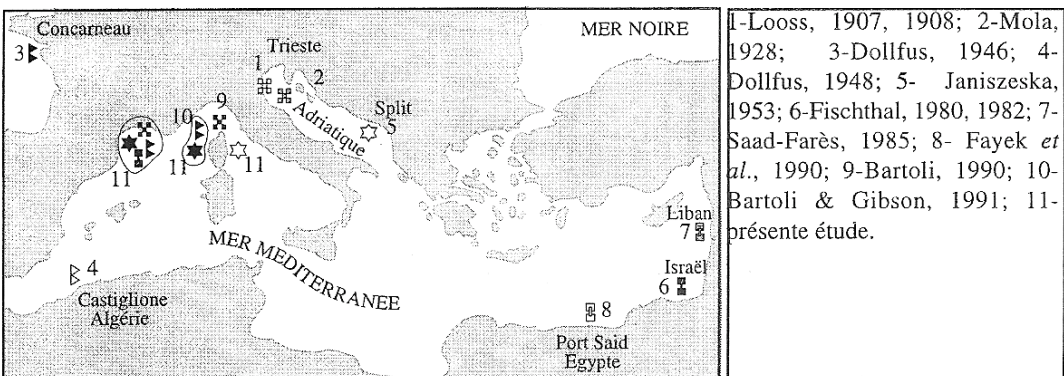 Concarneau
3
Trieste
1
2
MER NOIRE
Split
5
Adriatique
10
9
11
11
11
MER MEDITERRANEE
4
Castiglione
Algérie
Liban
7
Israël
6
8
Port Said
Egypte
1-Looss, 1907, 1908; 2-Mola,
1928; 3-Dollfus, 1946; 4-
Dollfus, 1948; 5- Janiszeska,
1953; 6-Fischthal, 1980, 1982; 7-
Saad-Farès, 1985; 8- Fayek et
al., 1990; 9-Bartoli, 1990; 10-
Bartoli & Gibson, 1991; 11-
présente étude.